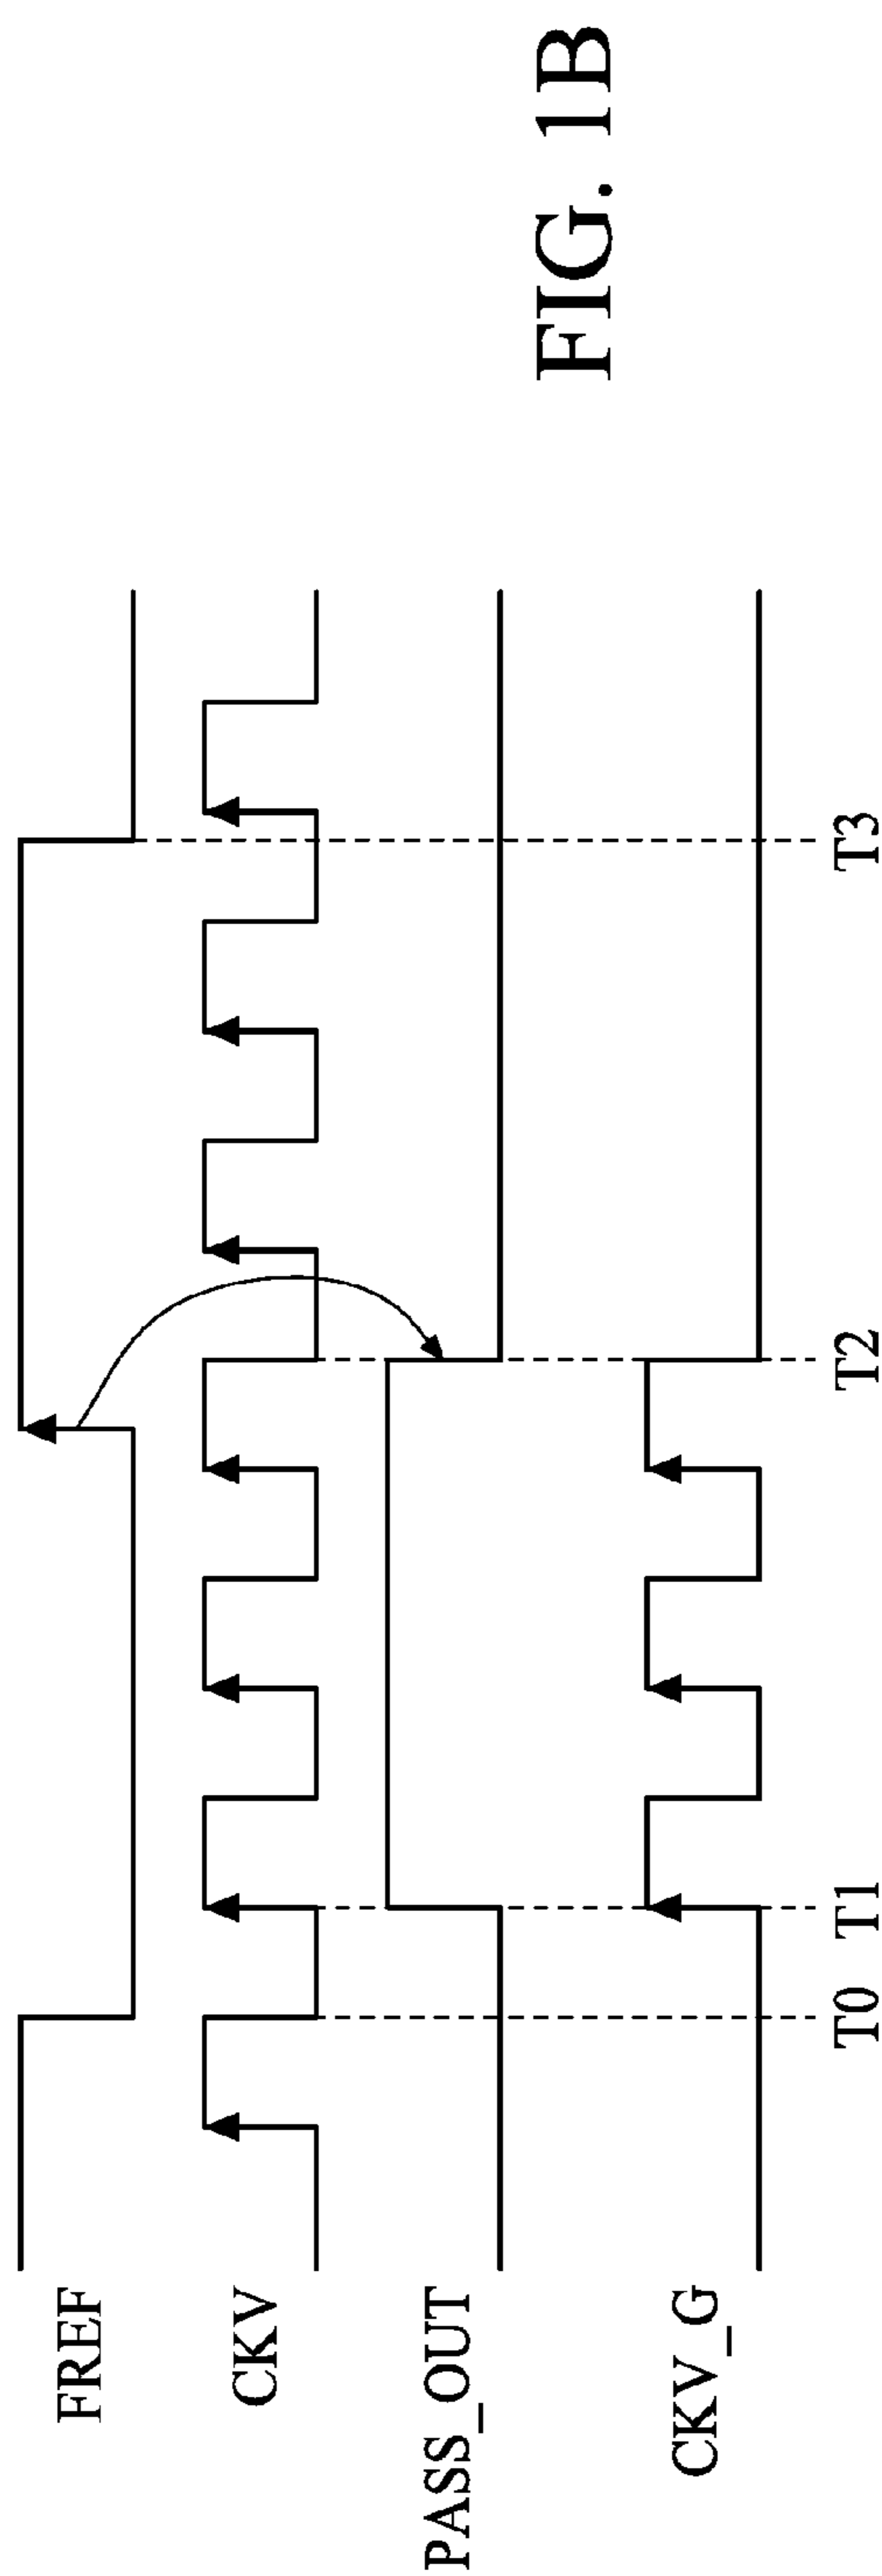 FREF
CKV
PASS_OUT
CKV_G
T0 T1 T2 T3
FIG. 1B